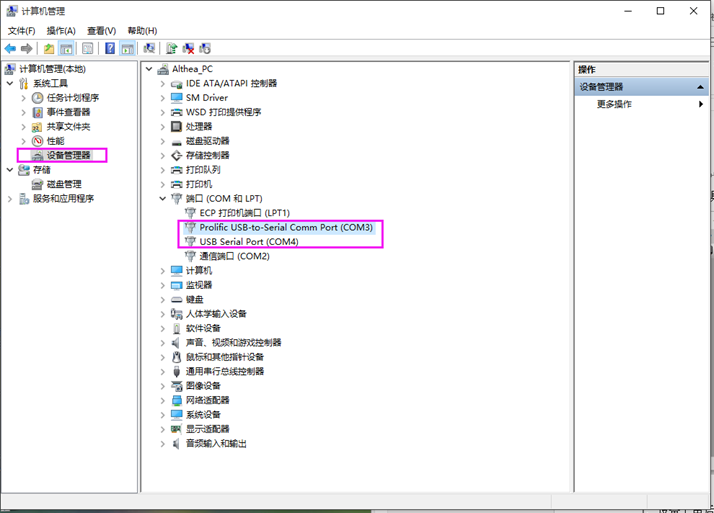 计算机管理
文件(F) 操作(A) 查看(V) 帮助(H)
计算机管理(本地)
系统工具
任务计划程序
事件查看器
共享文件夹
性能
设备管理器
存储
磁盘管理
服务和应用程序
Althea_PC
IDE ATA/ATAPI 控制器
SM Driver
WSD 打印提供程序
处理器
磁盘驱动器
存储控制器
打印队列
打印机
端口 (COM 和 LPT)
ECP 打印机端口 (LPT1)
Prolific USB-to-Serial Comm Port (COM3)
USB Serial Port (COM4)
通信端口 (COM2)
计算机
监视器
键盘
人体学输入设备
软件设备
声音、视频和游戏控制器
鼠标和其他指针设备
通用串行总线控制器
图像设备
网络适配器
系统设备
显示适配器
音频输入和输出
操作
设备管理器
更多操作